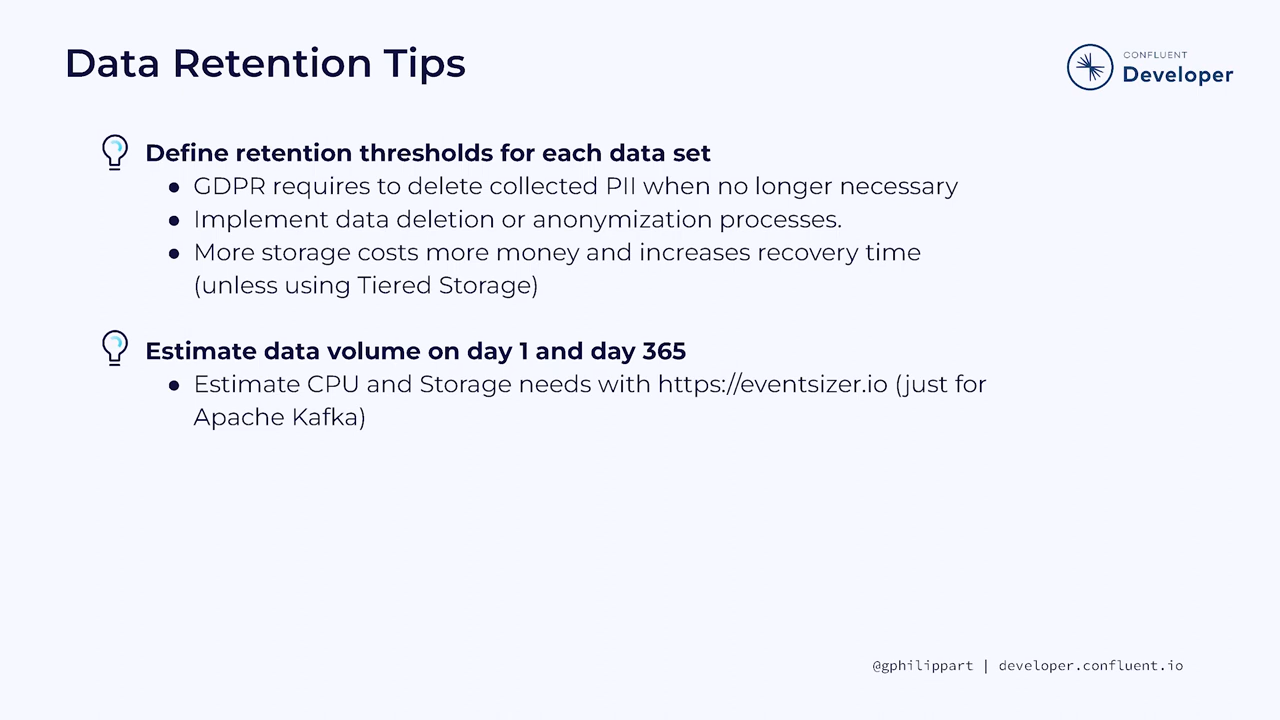 Data Retention Tips
CONFLUENT
Developer
Define retention thresholds for each data set
● GDPR requires to delete collected PII when no longer necessary
● Implement data deletion or anonymization processes.
● More storage costs more money and increases recovery time
(unless using Tiered Storage)
Estimate data volume on day 1 and day 365
● Estimate CPU and Storage needs with https://eventsizer.io (just for
Apache Kafka)
@gphilippart | developer.confluent.io